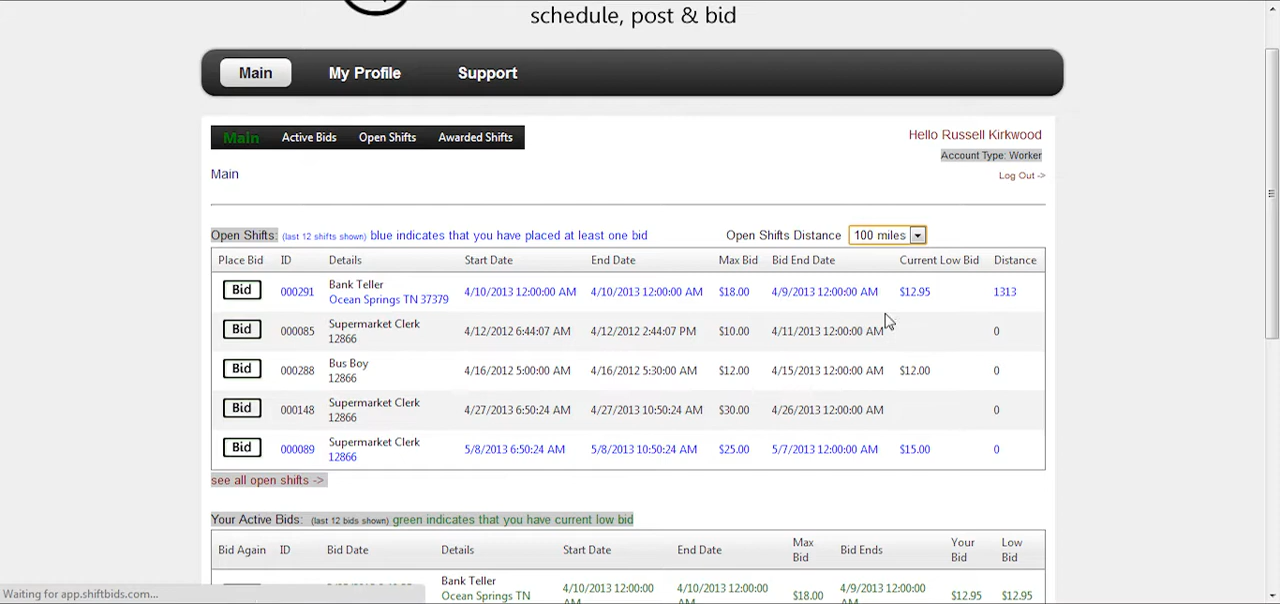 schedule, post & bid
Main My Profile Support
Main Active Bids Open Shifts Awarded Shifts
Hello Russell Kirkwood
Account Type: Worker
Main
Log Out ->
Open Shifts: (last 12 shifts shown) blue indicates that you have placed at least one bid Open Shifts Distance 100 miles
Place Bid ID Details Start Date End Date Max Bid Bid End Date Current Low Bid Distance
Bid 000291 Bank Teller 4/10/2013 12:00:00 AM 4/10/2013 12:00:00 AM $18.00 4/9/2013 12:00:00 AM $12.95 1313
Ocean Springs TN 37379
Bid 000085 Supermarket Clerk 4/12/2012 6:44:07 AM 4/12/2012 2:44:07 PM $10.00 4/11/2013 12:00:00 AM 0
12866
Bid 000288 Bus Boy 4/16/2012 5:00:00 AM 4/16/2012 5:30:00 AM $12.00 4/15/2013 12:00:00 AM $12.00 0
12866
Bid 000148 Supermarket Clerk 4/27/2013 6:50:24 AM 4/27/2013 10:50:24 AM $30.00 4/26/2013 12:00:00 AM 0
12866
Bid 000089 Supermarket Clerk 5/8/2013 6:50:24 AM 5/8/2013 10:50:24 AM $25.00 5/7/2013 12:00:00 AM $15.00 0
12866
see all open shifts ->
Your Active Bids: (last 12 bids shown) green indicates that you have current low bid
Bid Again ID Bid Date Details Start Date End Date Max Bid Bid Ends Your Bid Low Bid
Bank Teller 4/10/2013 12:00:00 4/10/2013 12:00:00 4/9/2013 12:00:00
Ocean Springs TN AM AM $18.00 AM $12.95 $12.95
Waiting for app.shiftbids.com...